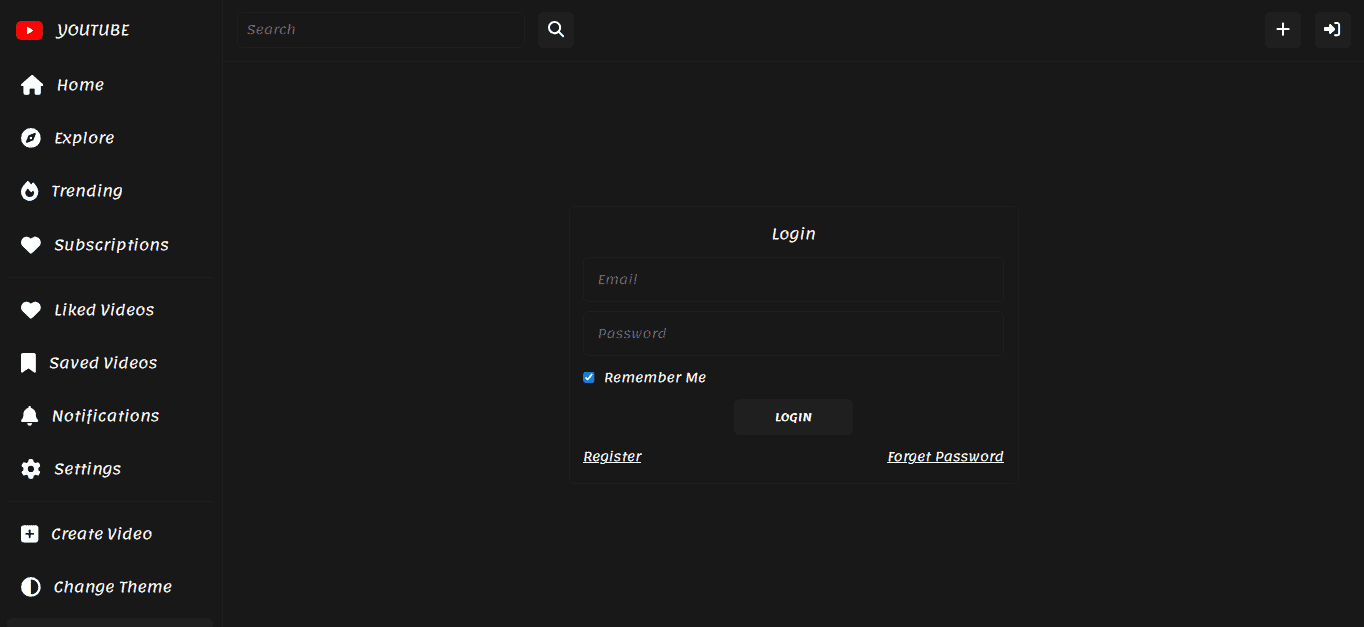 YOUTUBE
Search
Home
Explore
Trending
Subscriptions
Liked Videos
Saved Videos
Notifications
Settings
Create Video
Change Theme
Login
Email
Password
Remember Me
LOGIN
Register
Forget Password